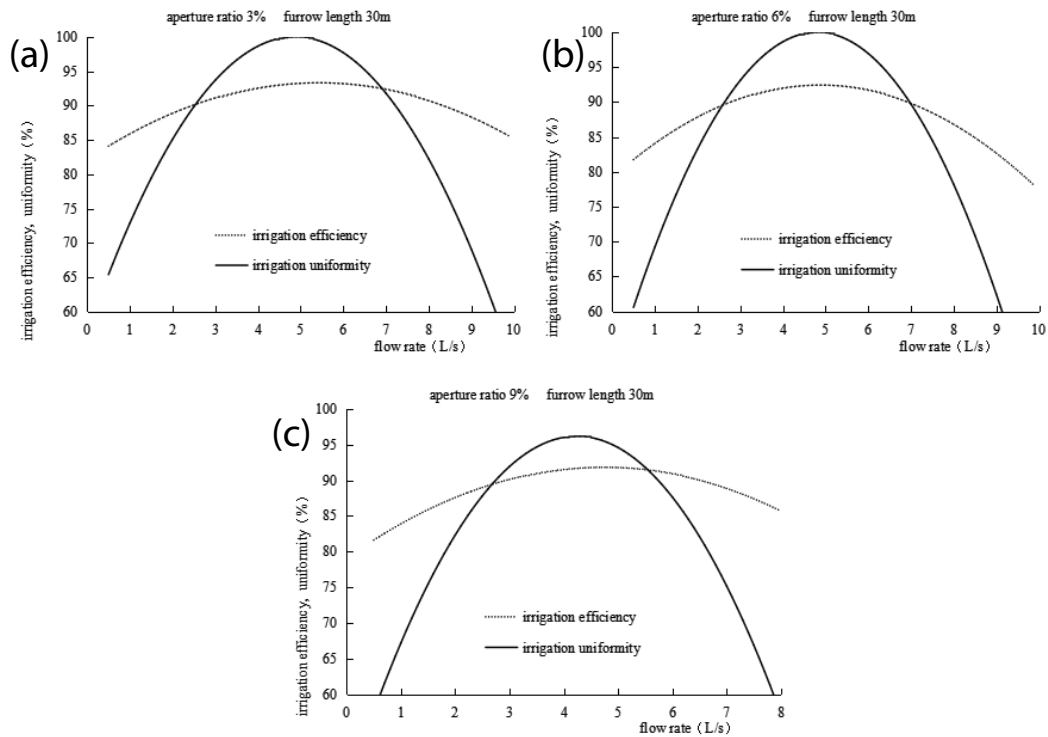 aperture ratio 3% furrow length 30m
(a)
irrigation efficiency, uniformity (%)
100
95
90
85
80
75
70
65
60
irrigation efficiency
irrigation uniformity
0 1 2 3 4 5 6 7 8 9 10
flow rate (L/s)
aperture ratio 6% furrow length 30m
(b)
irrigation efficiency, uniformity (%)
100
95
90
85
80
75
70
65
60
irrigation efficiency
irrigation uniformity
0 1 2 3 4 5 6 7 8 9 10
flow rate (L/s)
aperture ratio 9% furrow length 30m
(c)
irrigation efficiency, uniformity (%)
100
95
90
85
80
75
70
65
60
irrigation efficiency
irrigation uniformity
0 1 2 3 4 5 6 7 8
flow rate (L/s)